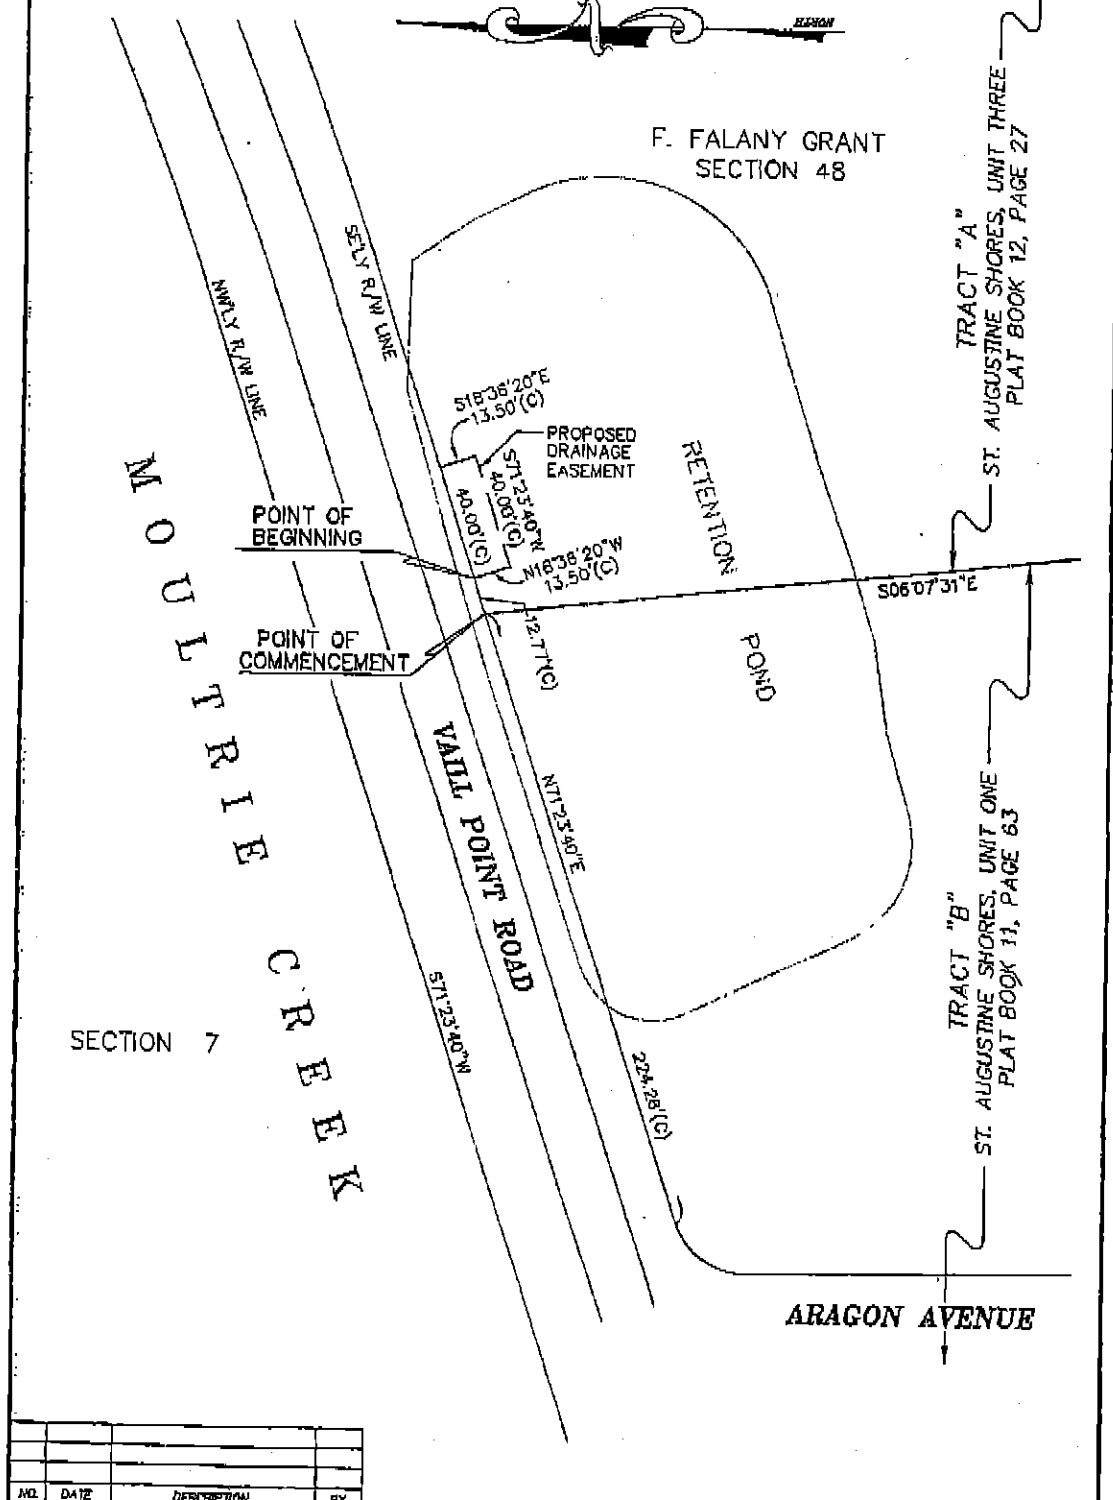 NORTH
F. FALANY GRANT
SECTION 48
TRACT "A"
ST. AUGUSTINE SHORES, UNIT THREE
PLAT BOOK 12, PAGE 27
SE'LY R/W LINE
NW'LY R/W LINE
S18°36'20"E
13.50'(C)
PROPOSED
DRAINAGE
EASEMENT
S71°23'40"W
40.00'(C)
40.00'(C)
N18°36'20"W
13.50'(C)
POINT OF
BEGINNING
RETENTION
POND
S06°07'31"E
POINT OF
COMMENCEMENT
12.77'(C)
MOULTRIE CREEK
VAILL POINT ROAD
N71°23'40"E
S71°23'40"W
224.28'(C)
SECTION 7
TRACT "B"
ST. AUGUSTINE SHORES, UNIT ONE
PLAT BOOK 11, PAGE 63
ARAGON AVENUE
NO. DATE DESCRIPTION BY